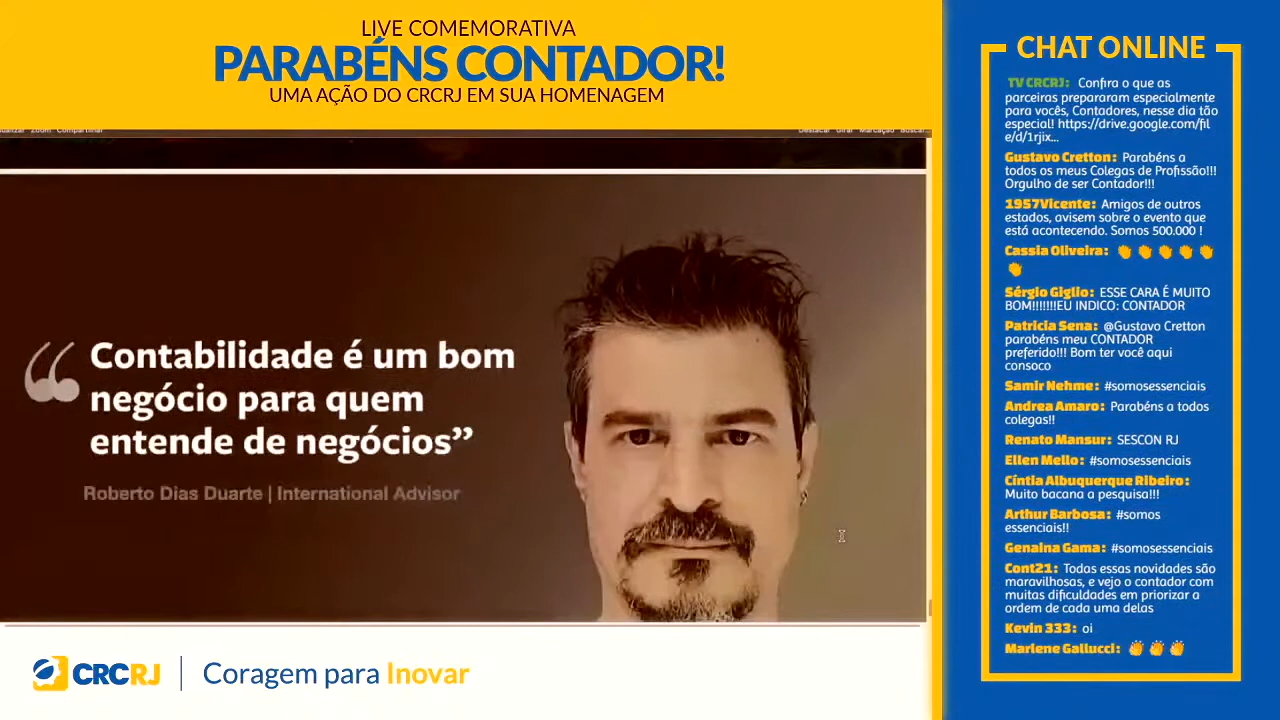 LIVE COMEMORATIVA
PARABÉNS CONTADOR!
UMA AÇÃO DO CRCRJ EM SUA HOMENAGEM
Zoom Compartilhar
Destacar Girar Marcação Buscar
Contabilidade é um bom
negócio para quem
entende de negócios”
Roberto Dias Duarte | International Advisor
CRCRJ
Coragem para Inovar
CHAT ONLINE
TV CRCRJ: Confira o que as
parceiras prepararam especialmente
para vocês, Contadores, nesse dia tão
especial! https://drive.google.com/fil
e/d/1rjix...
Gustavo Cretton: Parabéns a
todos os meus Colegas de Profissão!!!
Orgulho de ser Contador!!!
1957Vicente: Amigos de outros
estados, avisem sobre o evento que
está acontecendo. Somos 500.000 !
Cassia Oliveira: 👏 👏 👏 👏 👏
👏
Sérgio Giglio: ESSE CARA É MUITO
BOM!!!!!!!EU INDICO: CONTADOR
Patricia Sena: @Gustavo Cretton
parabéns meu CONTADOR
preferido!!! Bom ter você aqui
consoco
Samir Nehme: #somosessenciais
Andrea Amaro: Parabéns a todos
colegas!!
Renato Mansur: SESCON RJ
Ellen Mello: #somosessenciais
Cíntia Albuquerque RIbeiro:
Muito bacana a pesquisa!!!
Arthur Barbosa: #somos
essenciais!!
Genaina Gama: #somosessenciais
Cont21: Todas essas novidades são
maravilhosas, e vejo o contador com
muitas dificuldades em priorizar a
ordem de cada uma delas
Kevin 333: oi
Marlene Gallucci: 👏 👏 👏